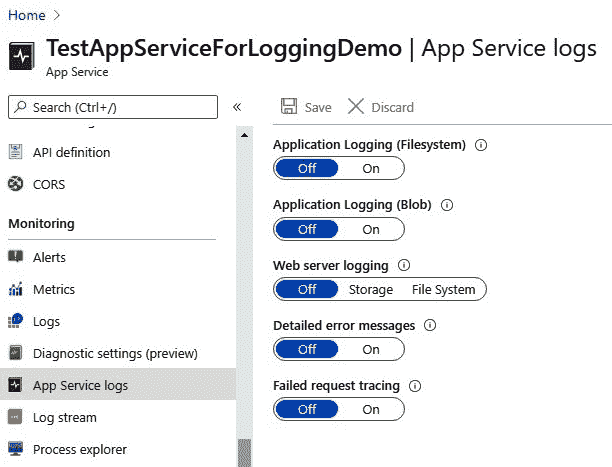 Home >
TestAppServiceForLoggingDemo | App Service logs
App Service
Search (Ctrl+/)
«
API definition
CORS
Monitoring
Alerts
Metrics
Logs
Diagnostic settings (preview)
App Service logs
Log stream
Process explorer
Save Discard
Application Logging (Filesystem)
Off On
Application Logging (Blob)
Off On
Web server logging
Off Storage File System
Detailed error messages
Off On
Failed request tracing
Off On